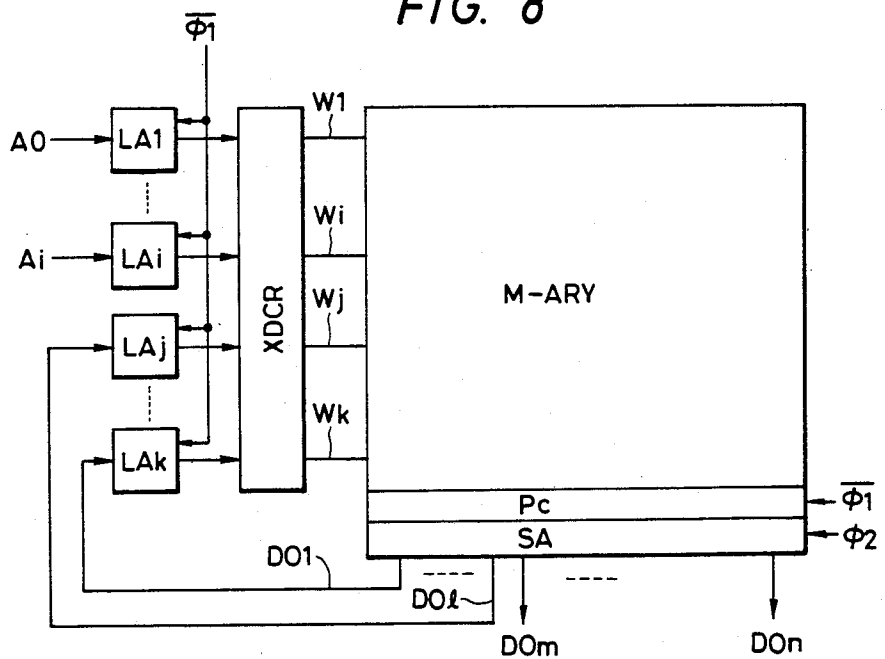 FIG. 8
φ1
A0
LA1
W1
Ai
LAi
Wi
XDCR
M-ARY
LAj
Wj
LAk
Wk
Pc
φ1
SA
φ2
DO1
DOℓ
DOm
DOn